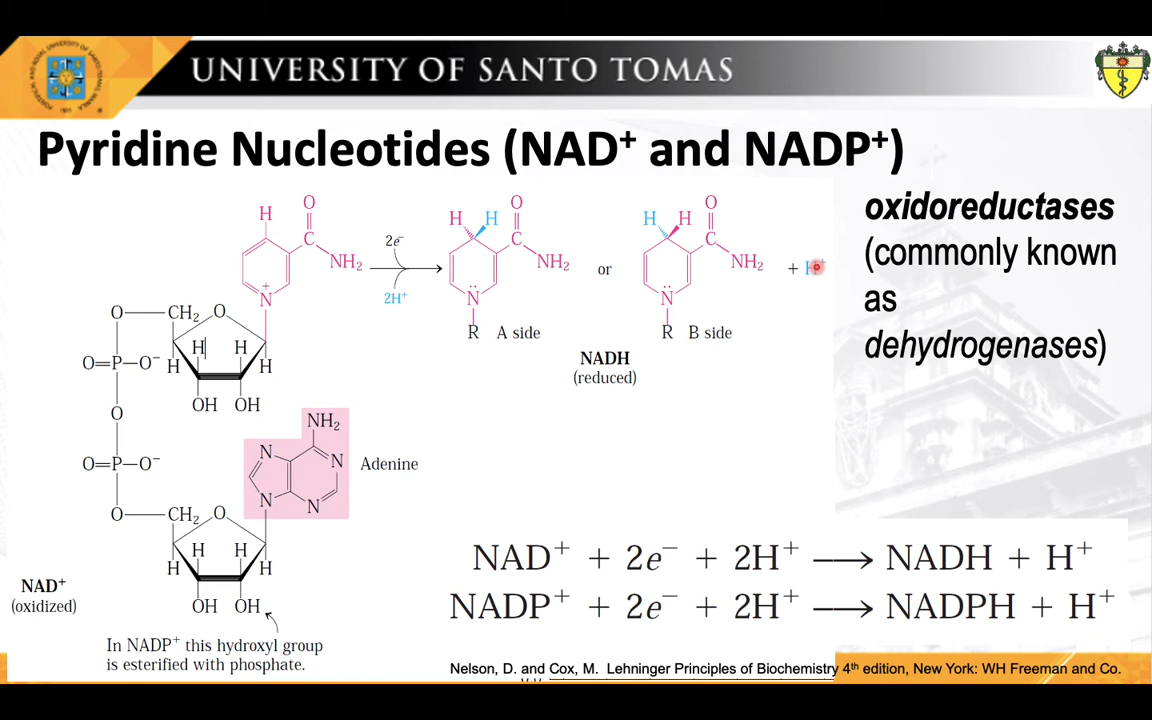 UNIVERSITY OF SANTO TOMAS
Pyridine Nucleotides (NAD⁺ and NADP⁺)
oxidoreductases
(commonly known
as
dehydrogenases)
H
O
C
NH₂
N
+
2e⁻
2H⁺
H H
O
C
NH₂
N
R A side
or
H H
O
C
NH₂
N
R B side
+
NADH
(reduced)
O CH₂ O
O=P–O⁻
H H H H
OH OH
O
O=P–O⁻
O CH₂ O
H H H H
OH OH
NH₂
N N
N N
Adenine
NAD⁺
(oxidized)
In NADP⁺ this hydroxyl group
is esterified with phosphate.
NAD⁺ + 2e⁻ + 2H⁺ ⟶ NADH + H⁺
NADP⁺ + 2e⁻ + 2H⁺ ⟶ NADPH + H⁺
Nelson, D. and Cox, M. Lehninger Principles of Biochemistry 4th edition, New York: WH Freeman and Co.